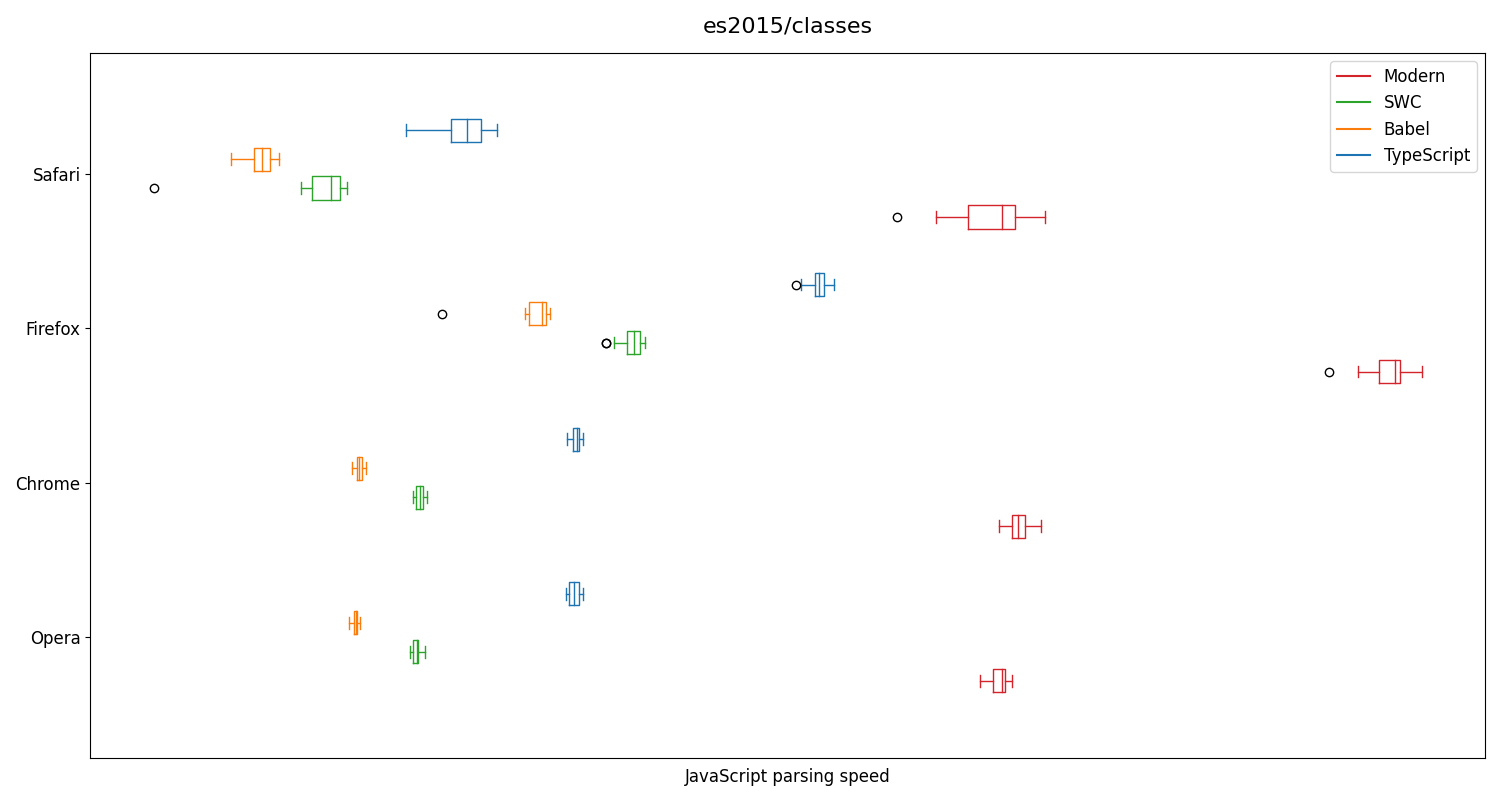 es2015/classes
Modern
SWC
Babel
TypeScript
Safari
Firefox
Chrome
Opera
JavaScript parsing speed